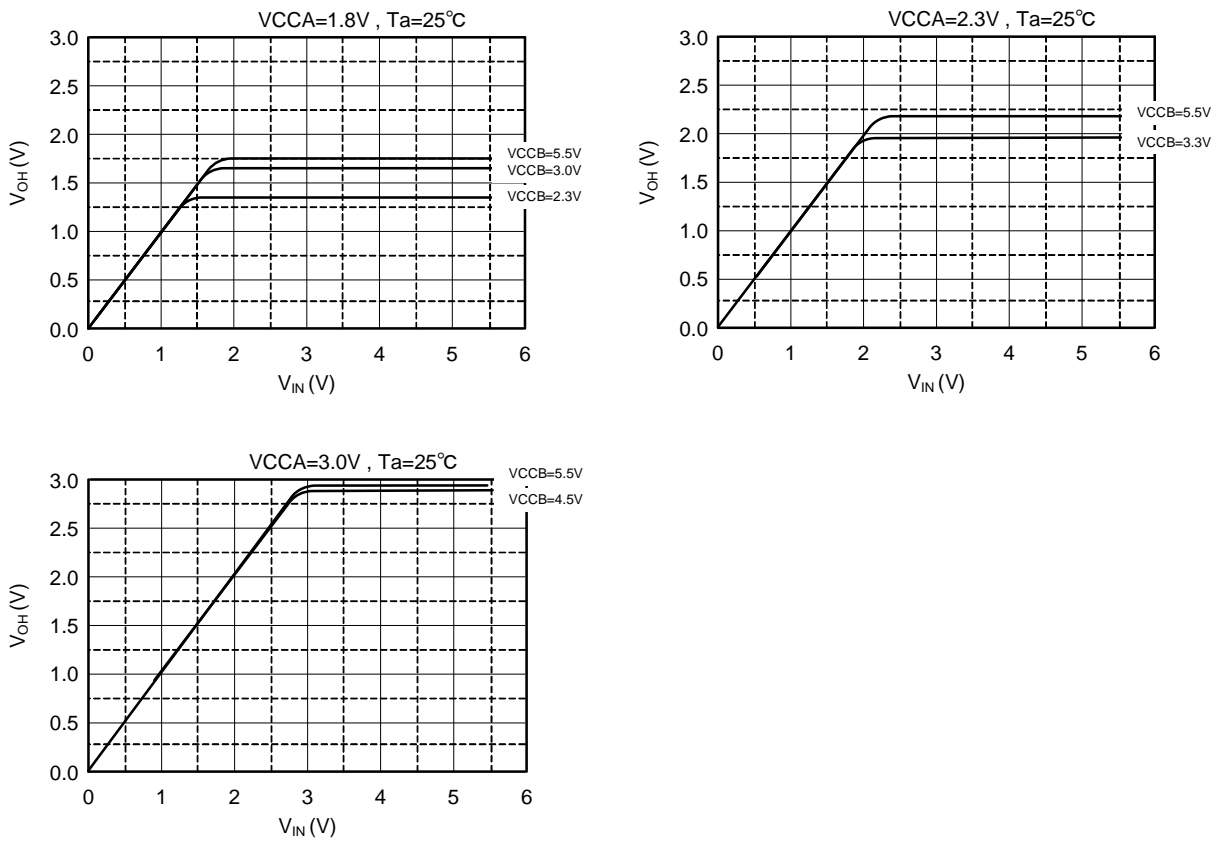 VCCA=1.8V , Ta=25℃
3.0
2.5
2.0
1.5
1.0
0.5
0.0
VOH (V)
VCCB=5.5V
VCCB=3.0V
VCCB=2.3V
0 1 2 3 4 5 6
VIN (V)
VCCA=2.3V , Ta=25℃
3.0
2.5
2.0
1.5
1.0
0.5
0.0
VOH (V)
VCCB=5.5V
VCCB=3.3V
0 1 2 3 4 5 6
VIN (V)
VCCA=3.0V , Ta=25℃
3.0
2.5
2.0
1.5
1.0
0.5
0.0
VOH (V)
VCCB=5.5V
VCCB=4.5V
0 1 2 3 4 5 6
VIN (V)